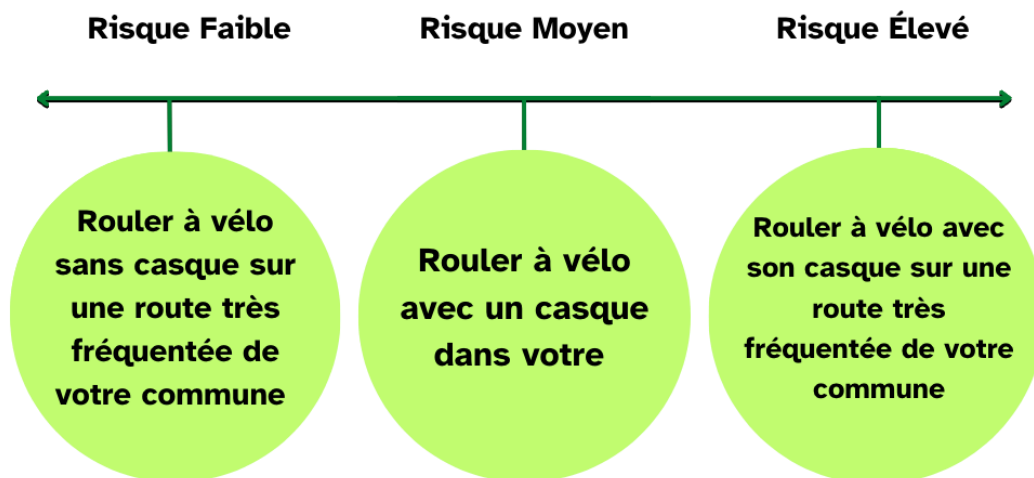 Risque Faible
Risque Moyen
Risque Élevé
Rouler à vélo
sans casque sur
une route très
fréquentée de
votre commune
Rouler à vélo
avec un casque
dans votre
Rouler à vélo avec
son casque sur une
route très
fréquentée de votre
commune